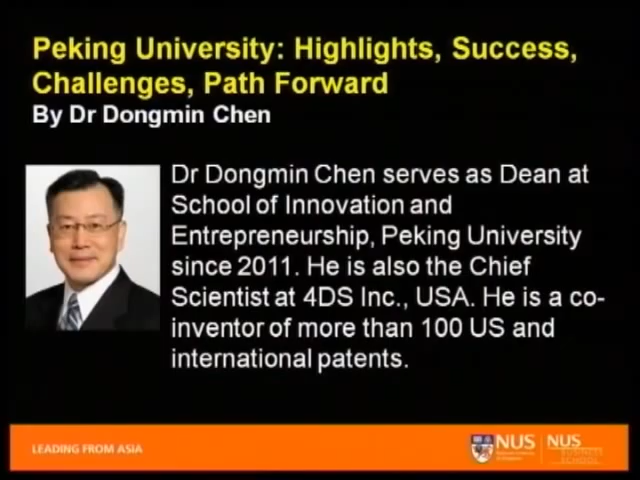 Peking University: Highlights, Success,
Challenges, Path Forward
By Dr Dongmin Chen
Dr Dongmin Chen serves as Dean at
School of Innovation and
Entrepreneurship, Peking University
since 2011. He is also the Chief
Scientist at 4DS Inc., USA. He is a co-
inventor of more than 100 US and
international patents.
LEADING FROM ASIA
NUS
NUS
BUSINESS
SCHOOL